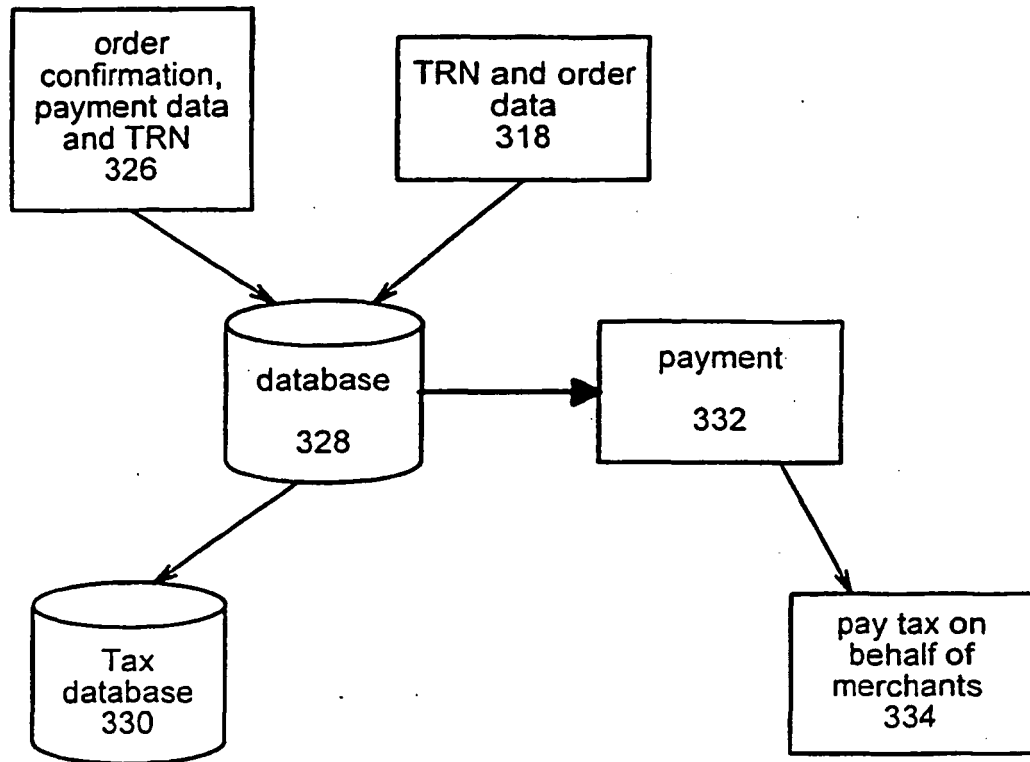 order
confirmation,
payment data
and TRN
326
TRN and order
data
318
database
328
payment
332
Tax
database
330
pay tax on
behalf of
merchants
334